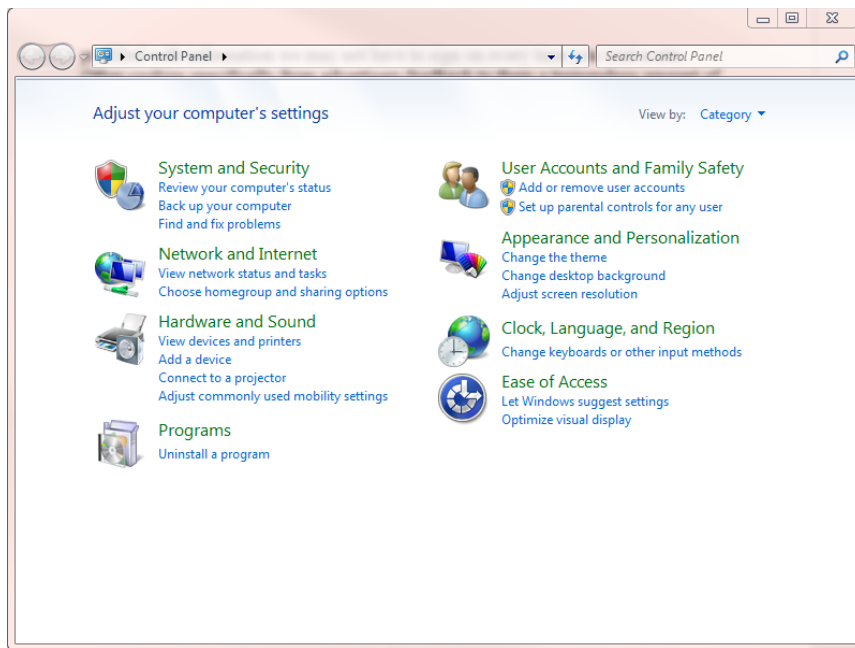 Control Panel
Search Control Panel
Adjust your computer's settings
View by: Category
System and Security
Review your computer's status
Back up your computer
Find and fix problems
Network and Internet
View network status and tasks
Choose homegroup and sharing options
Hardware and Sound
View devices and printers
Add a device
Connect to a projector
Adjust commonly used mobility settings
Programs
Uninstall a program
User Accounts and Family Safety
Add or remove user accounts
Set up parental controls for any user
Appearance and Personalization
Change the theme
Change desktop background
Adjust screen resolution
Clock, Language, and Region
Change keyboards or other input methods
Ease of Access
Let Windows suggest settings
Optimize visual display